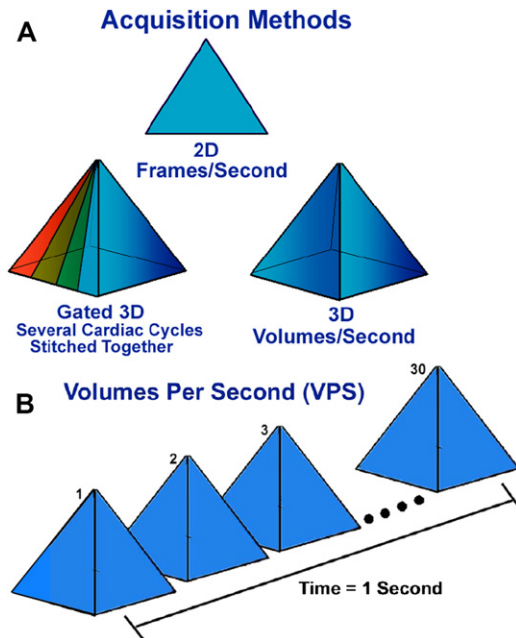 A
Acquisition Methods
2D
Frames/Second
Gated 3D
Several Cardiac Cycles
Stitched Together
3D
Volumes/Second
B
Volumes Per Second (VPS)
1
2
3
30
Time = 1 Second